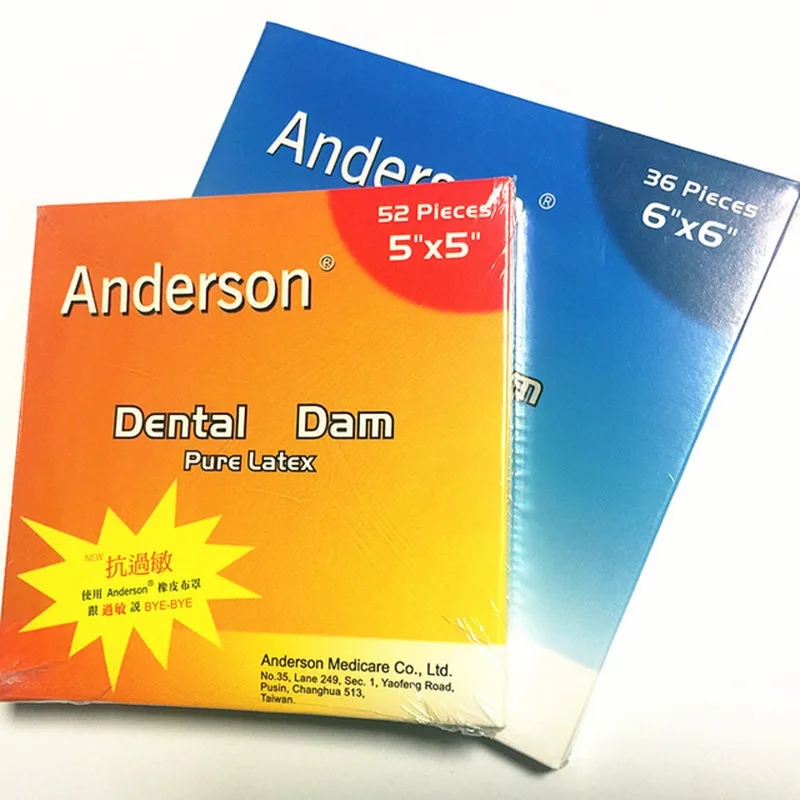 Anderson®
52 Pieces
5"x5"
Dental Dam
Pure Latex
NEW 抗過敏
使用 Anderson® 橡皮布罩
跟 過敏 説 BYE-BYE
Anderson Medicare Co., Ltd.
No.35, Lane 249, Sec. 1, Yaofeng Road,
Pusin, Changhua 513,
Taiwan.
®
36 Pieces
6"x6"